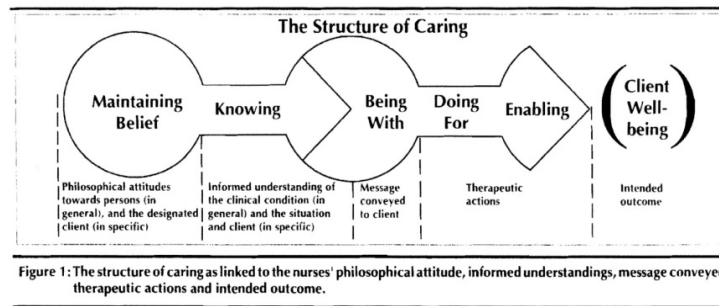 The Structure of Caring
Maintaining
Belief
Knowing
Being
With
Doing
For
Enabling
Client
Well-
being
Philosophical attitudes
towards persons (in
general), and the designated
client (in specific)
Informed understanding of
the clinical condition (in
general) and the situation
and client (in specific)
Message
conveyed
to client
Therapeutic
actions
Intended
outcome
Figure 1: The structure of caring as linked to the nurses' philosophical attitude, informed understandings, message conveye
therapeutic actions and intended outcome.